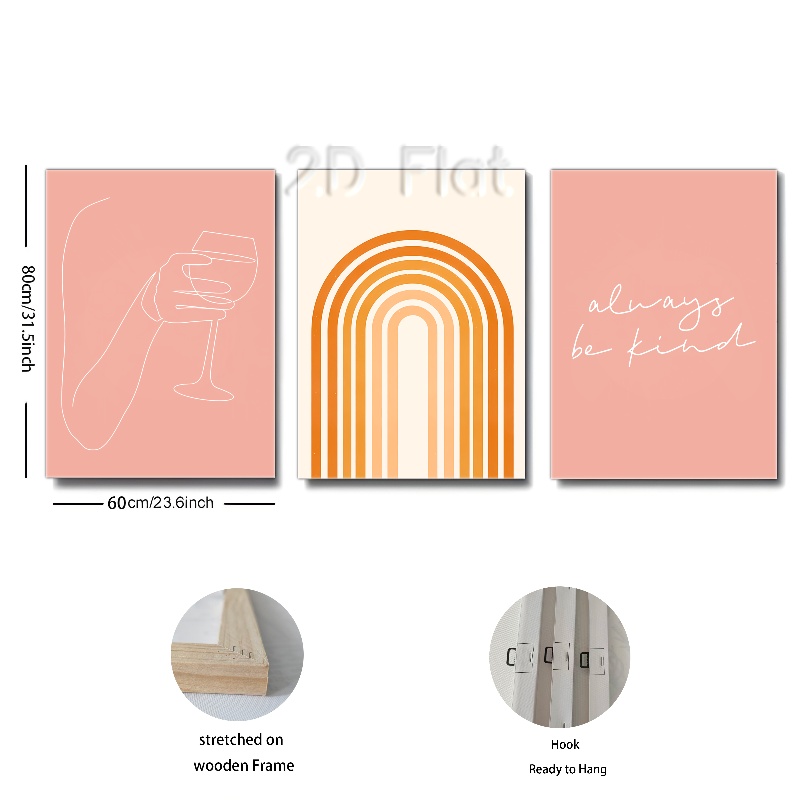 2D Flat
always
be kind
80cm/31.5inch
60cm/23.6inch
stretched on
wooden Frame
Hook
Ready to Hang